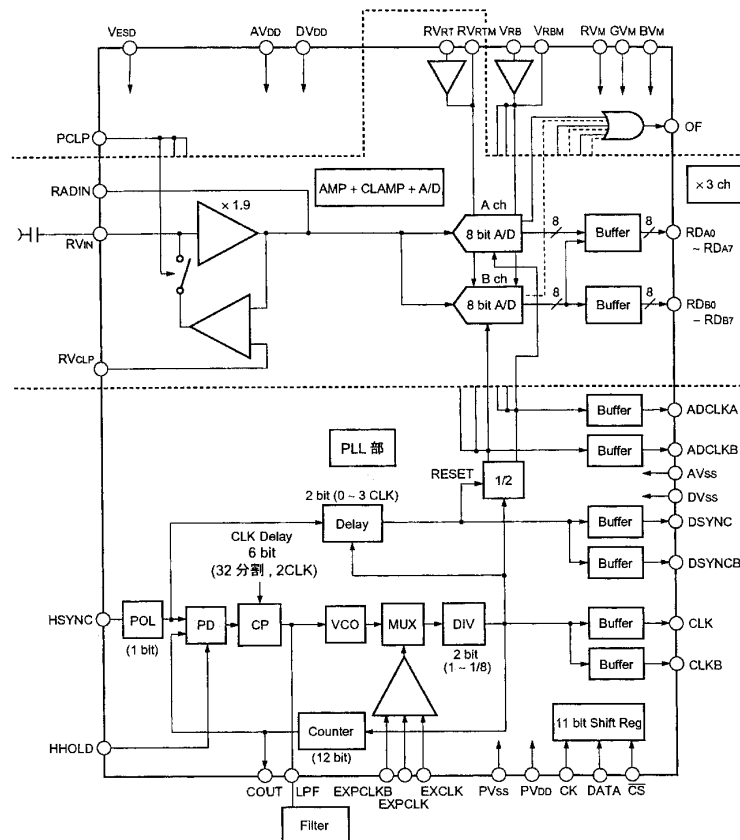 VESD
AVDD
DVDD
RVRT
RVRTM
VRB
VRBM
RVM
GVM
BVM
PCLP
OF
RADIN
× 1.9
AMP + CLAMP + A/D
× 3 ch
A ch
RVIN
8 bit A/D
8
Buffer
8
RDA0
~ RDA7
B ch
8 bit A/D
8
Buffer
8
RDB0
~ RDB7
RVCLP
Buffer
ADCLKA
PLL 部
Buffer
ADCLKB
RESET
1/2
AVSS
DVSS
2 bit (0 ~ 3 CLK)
Delay
Buffer
DSYNC
CLK Delay
6 bit
(32 分割 , 2CLK)
Buffer
DSYNCB
HSYNC
POL
(1 bit)
PD
CP
VCO
MUX
DIV
2 bit
(1 ~ 1/8)
Buffer
CLK
Buffer
CLKB
Counter
(12 bit)
11 bit Shift Reg
HHOLD
COUT
LPF
EXPCLKB
EXPCLK
EXCLK
PVSS
PVDD
CK
DATA
CS
Filter